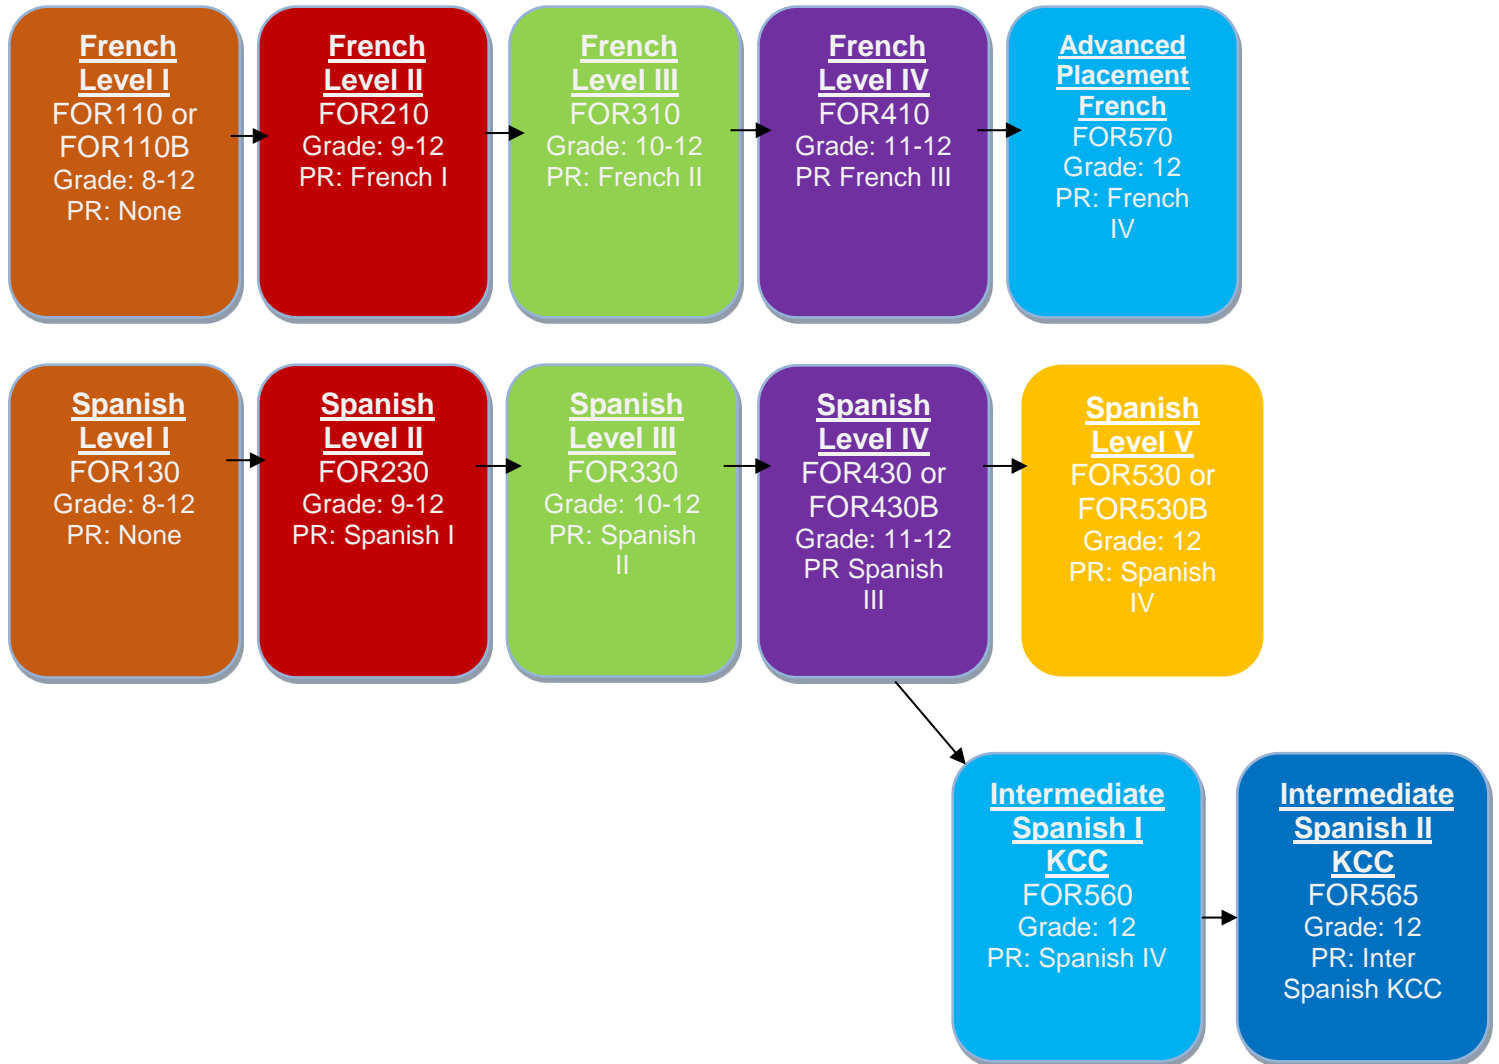 French
Level I
FOR110 or
FOR110B
Grade: 8-12
PR: None
French
Level II
FOR210
Grade: 9-12
PR: French I
French
Level III
FOR310
Grade: 10-12
PR: French II
French
Level IV
FOR410
Grade: 11-12
PR French III
Advanced
Placement
French
FOR570
Grade: 12
PR: French
IV
Spanish
Level I
FOR130
Grade: 8-12
PR: None
Spanish
Level II
FOR230
Grade: 9-12
PR: Spanish I
Spanish
Level III
FOR330
Grade: 10-12
PR: Spanish
II
Spanish
Level IV
FOR430 or
FOR430B
Grade: 11-12
PR Spanish
III
Spanish
Level V
FOR530 or
FOR530B
Grade: 12
PR: Spanish
IV
Intermediate
Spanish I
KCC
FOR560
Grade: 12
PR: Spanish IV
Intermediate
Spanish II
KCC
FOR565
Grade: 12
PR: Inter
Spanish KCC